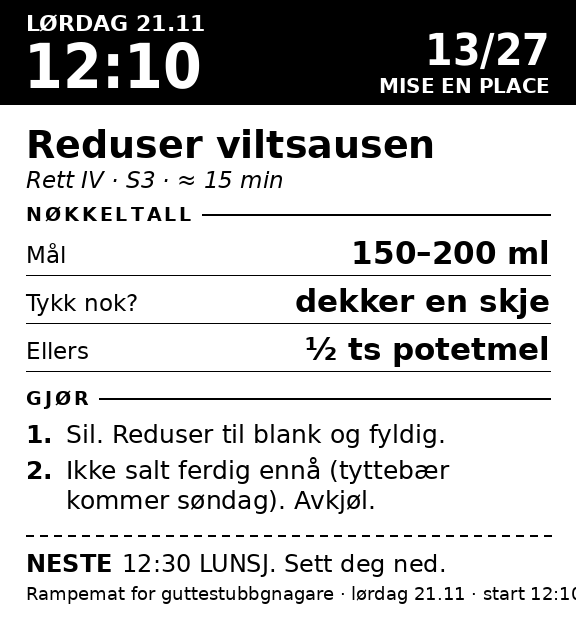 LØRDAG 21.11
12:10
13/27
MISE EN PLACE
Reduser viltsausen
Rett IV · S3 · ≈ 15 min
NØKKELTALL
Mål 150–200 ml
Tykk nok? dekker en skje
Ellers ½ ts potetmel
GJØR
1. Sil. Reduser til blank og fyldig.
2. Ikke salt ferdig ennå (tyttebær
kommer søndag). Avkjøl.
NESTE 12:30 LUNSJ. Sett deg ned.
Rampemat for guttestubbgnagare · lørdag 21.11 · start 12:10